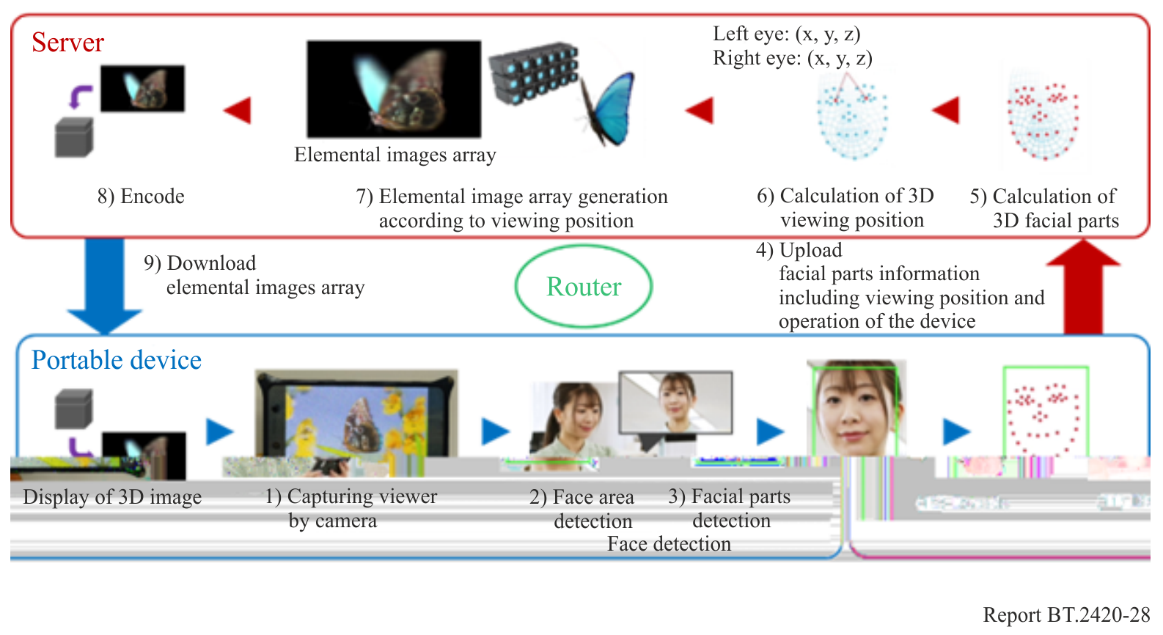 Server
Left eye: (x, y, z)
Right eye: (x, y, z)
Elemental images array
8) Encode
7) Elemental image array generation
according to viewing position
6) Calculation of 3D
viewing position
5) Calculation of
3D facial parts
9) Download
elemental images array
Router
4) Upload
facial parts information
including viewing position and
operation of the device
Portable device
Display of 3D image
1) Capturing viewer
by camera
2) Face area
detection
3) Facial parts
detection
Face detection
Report BT.2420-28